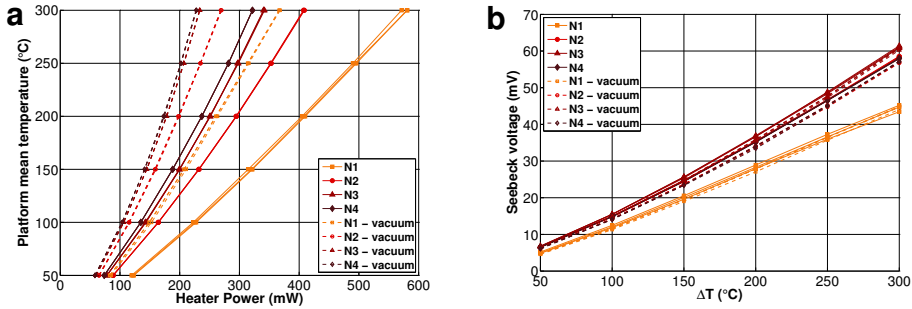 a
Platform mean temperature (°C)
300
250
200
150
100
50
0
100
200
300
400
500
600
Heater Power (mW)
N1
N2
N3
N4
N1 – vacuum
N2 – vacuum
N3 – vacuum
N4 – vacuum
b
Seebeck voltage (mV)
70
60
50
40
30
20
10
0
50
100
150
200
250
300
ΔT (°C)
N1
N2
N3
N4
N1 – vacuum
N2 – vacuum
N3 – vacuum
N4 – vacuum